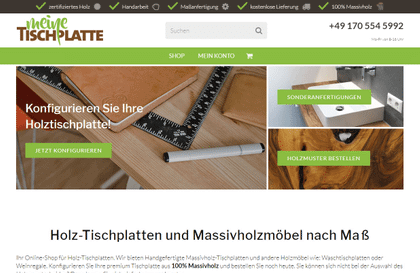 zertifiziertes Holz Handarbeit Maßanfertigung kostenlose Lieferung 100% Massivholz
meine
TISCHPLATTE
Suchen
+49 170 554 5992
SHOP MEIN KONTO
Konfigurieren Sie Ihre
Holztischplatte!
JETZT KONFIGURIEREN
SONDERANFERTIGUNGEN
HOLZMUSTER BESTELLEN
Holz-Tischplatten und Massivholzmöbel nach Maß
Ihr Online-Shop für Holz-Tischplatten. Wir bieten Handgefertigte Massivholz-Tischplatten und andere Holzmöbel wie: Waschtischplatten oder
Weinregale. Konfigurieren Sie Ihre premium Tischplatte aus 100% Massivholz und bestellen Sie noch heute. Sie können sich nicht bei der Auswahl des